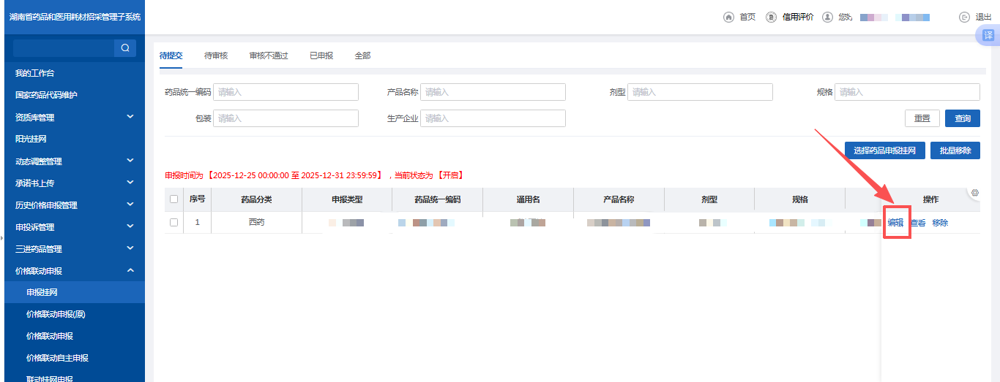 湖南省药品和医用耗材招采管理子系统
首页 信用评价 您好 退出
译
我的工作台
国家药品代码维护
资质库管理
阳光挂网
动态调整管理
承诺书上传
历史价格申报管理
申投诉管理
三进药品管理
价格联动申报
申报挂网
价格联动申报(原)
价格联动申报
价格联动自主申报
联动挂网申报
待提交 待审核 审核不通过 已申报 全部
药品统一编码 请输入 产品名称 请输入 剂型 请输入 规格 请输入
包装 请输入 生产企业 请输入 重置 查询
选择药品申报挂网 批量移除
申报时间为 【2025-12-25 00:00:00 至 2025-12-31 23:59:59】 ，当前状态为 【开启】
序号 药品分类 申报类型 药品统一编码 通用名 产品名称 剂型 规格 操作
1 西药 编辑 查看 移除